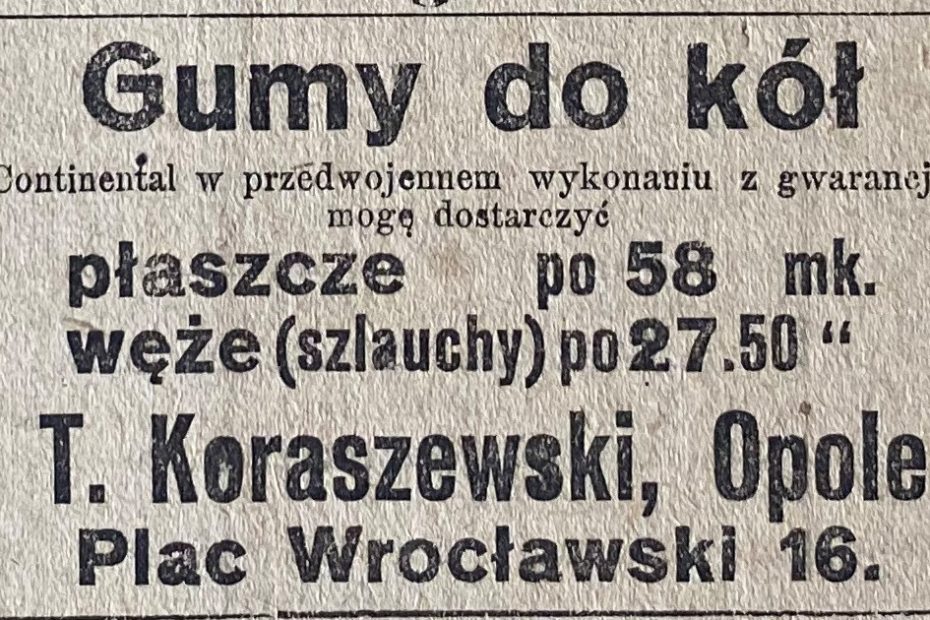 Gumy do kół
Continental w przedwojennem wykonaniu z gwarancj
mogę dostarczyć
płaszcze po 58 mk.
węże (szlauchy) po 27.50 “
T. Koraszewski, Opole
Plac Wrocławski 16.